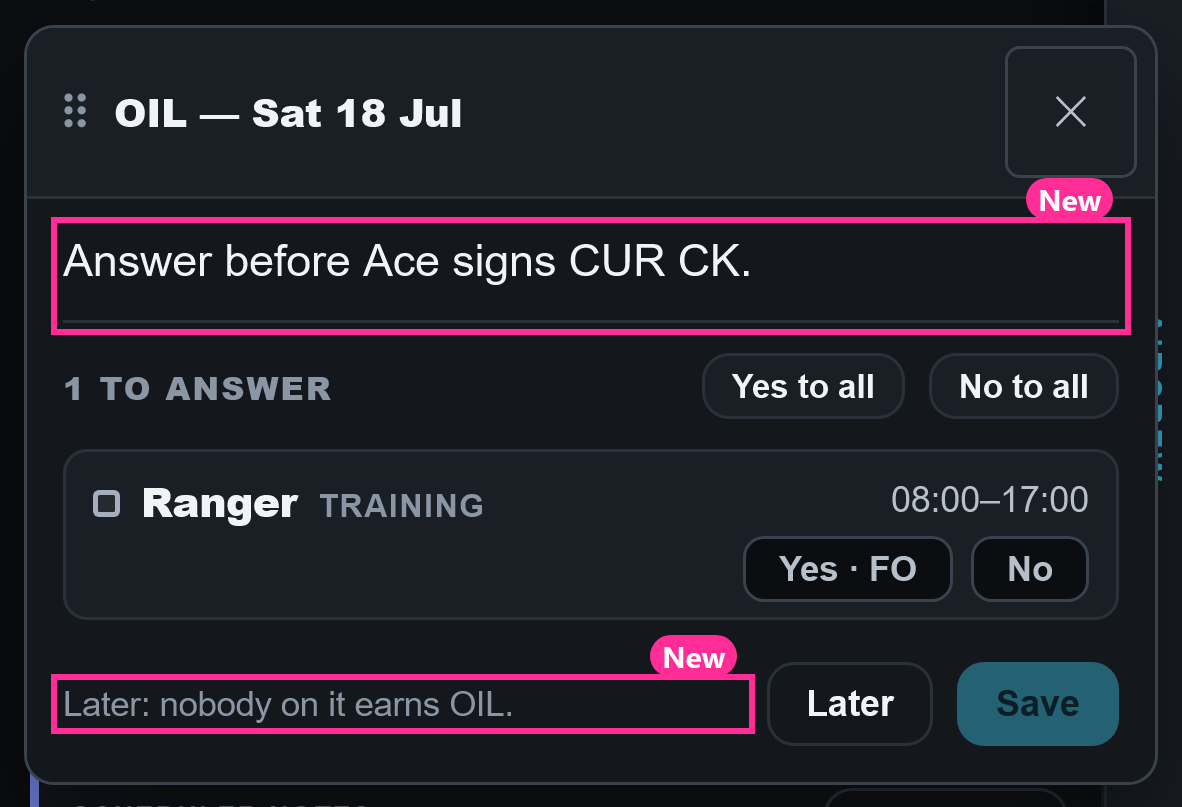 OIL — Sat 18 Jul
New
Answer before Ace signs CUR CK.
1 TO ANSWER
Yes to all
No to all
Ranger TRAINING
08:00–17:00
Yes · FO
No
New
Later: nobody on it earns OIL.
Later
Save